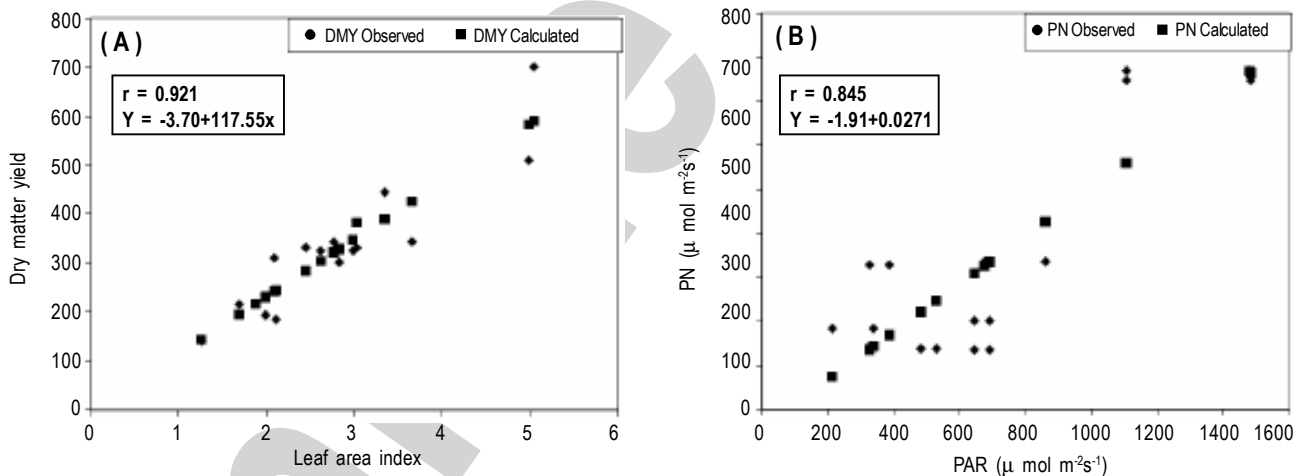 (A)
DMY Observed DMY Calculated
r = 0.921
Y = -3.70+117.55x
800
700
600
500
400
300
200
100
0
Dry matter yield
0 1 2 3 4 5 6
Leaf area index
(B)
PN Observed PN Calculated
r = 0.845
Y = -1.91+0.0271
800
700
600
500
400
300
200
100
0
PN (μ mol m⁻²s⁻¹)
0 200 400 600 800 1000 1200 1400 1600
PAR (μ mol m⁻²s⁻¹)